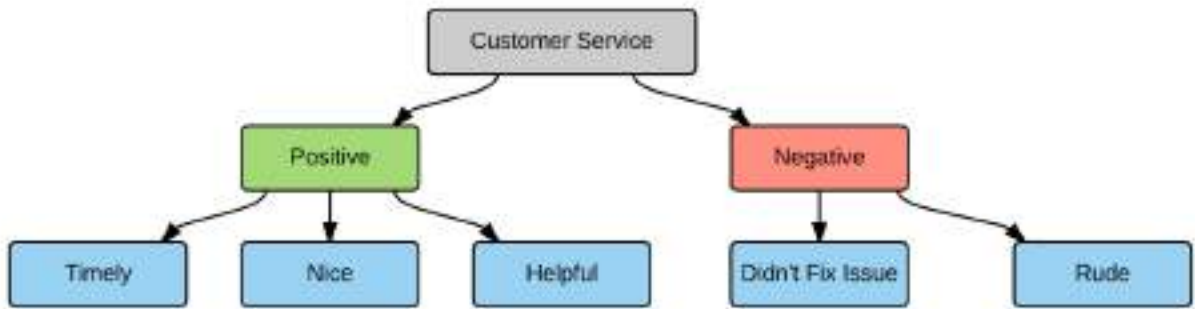 Customer Service
Positive
Negative
Timely
Nice
Helpful
Didn't Fix Issue
Rude